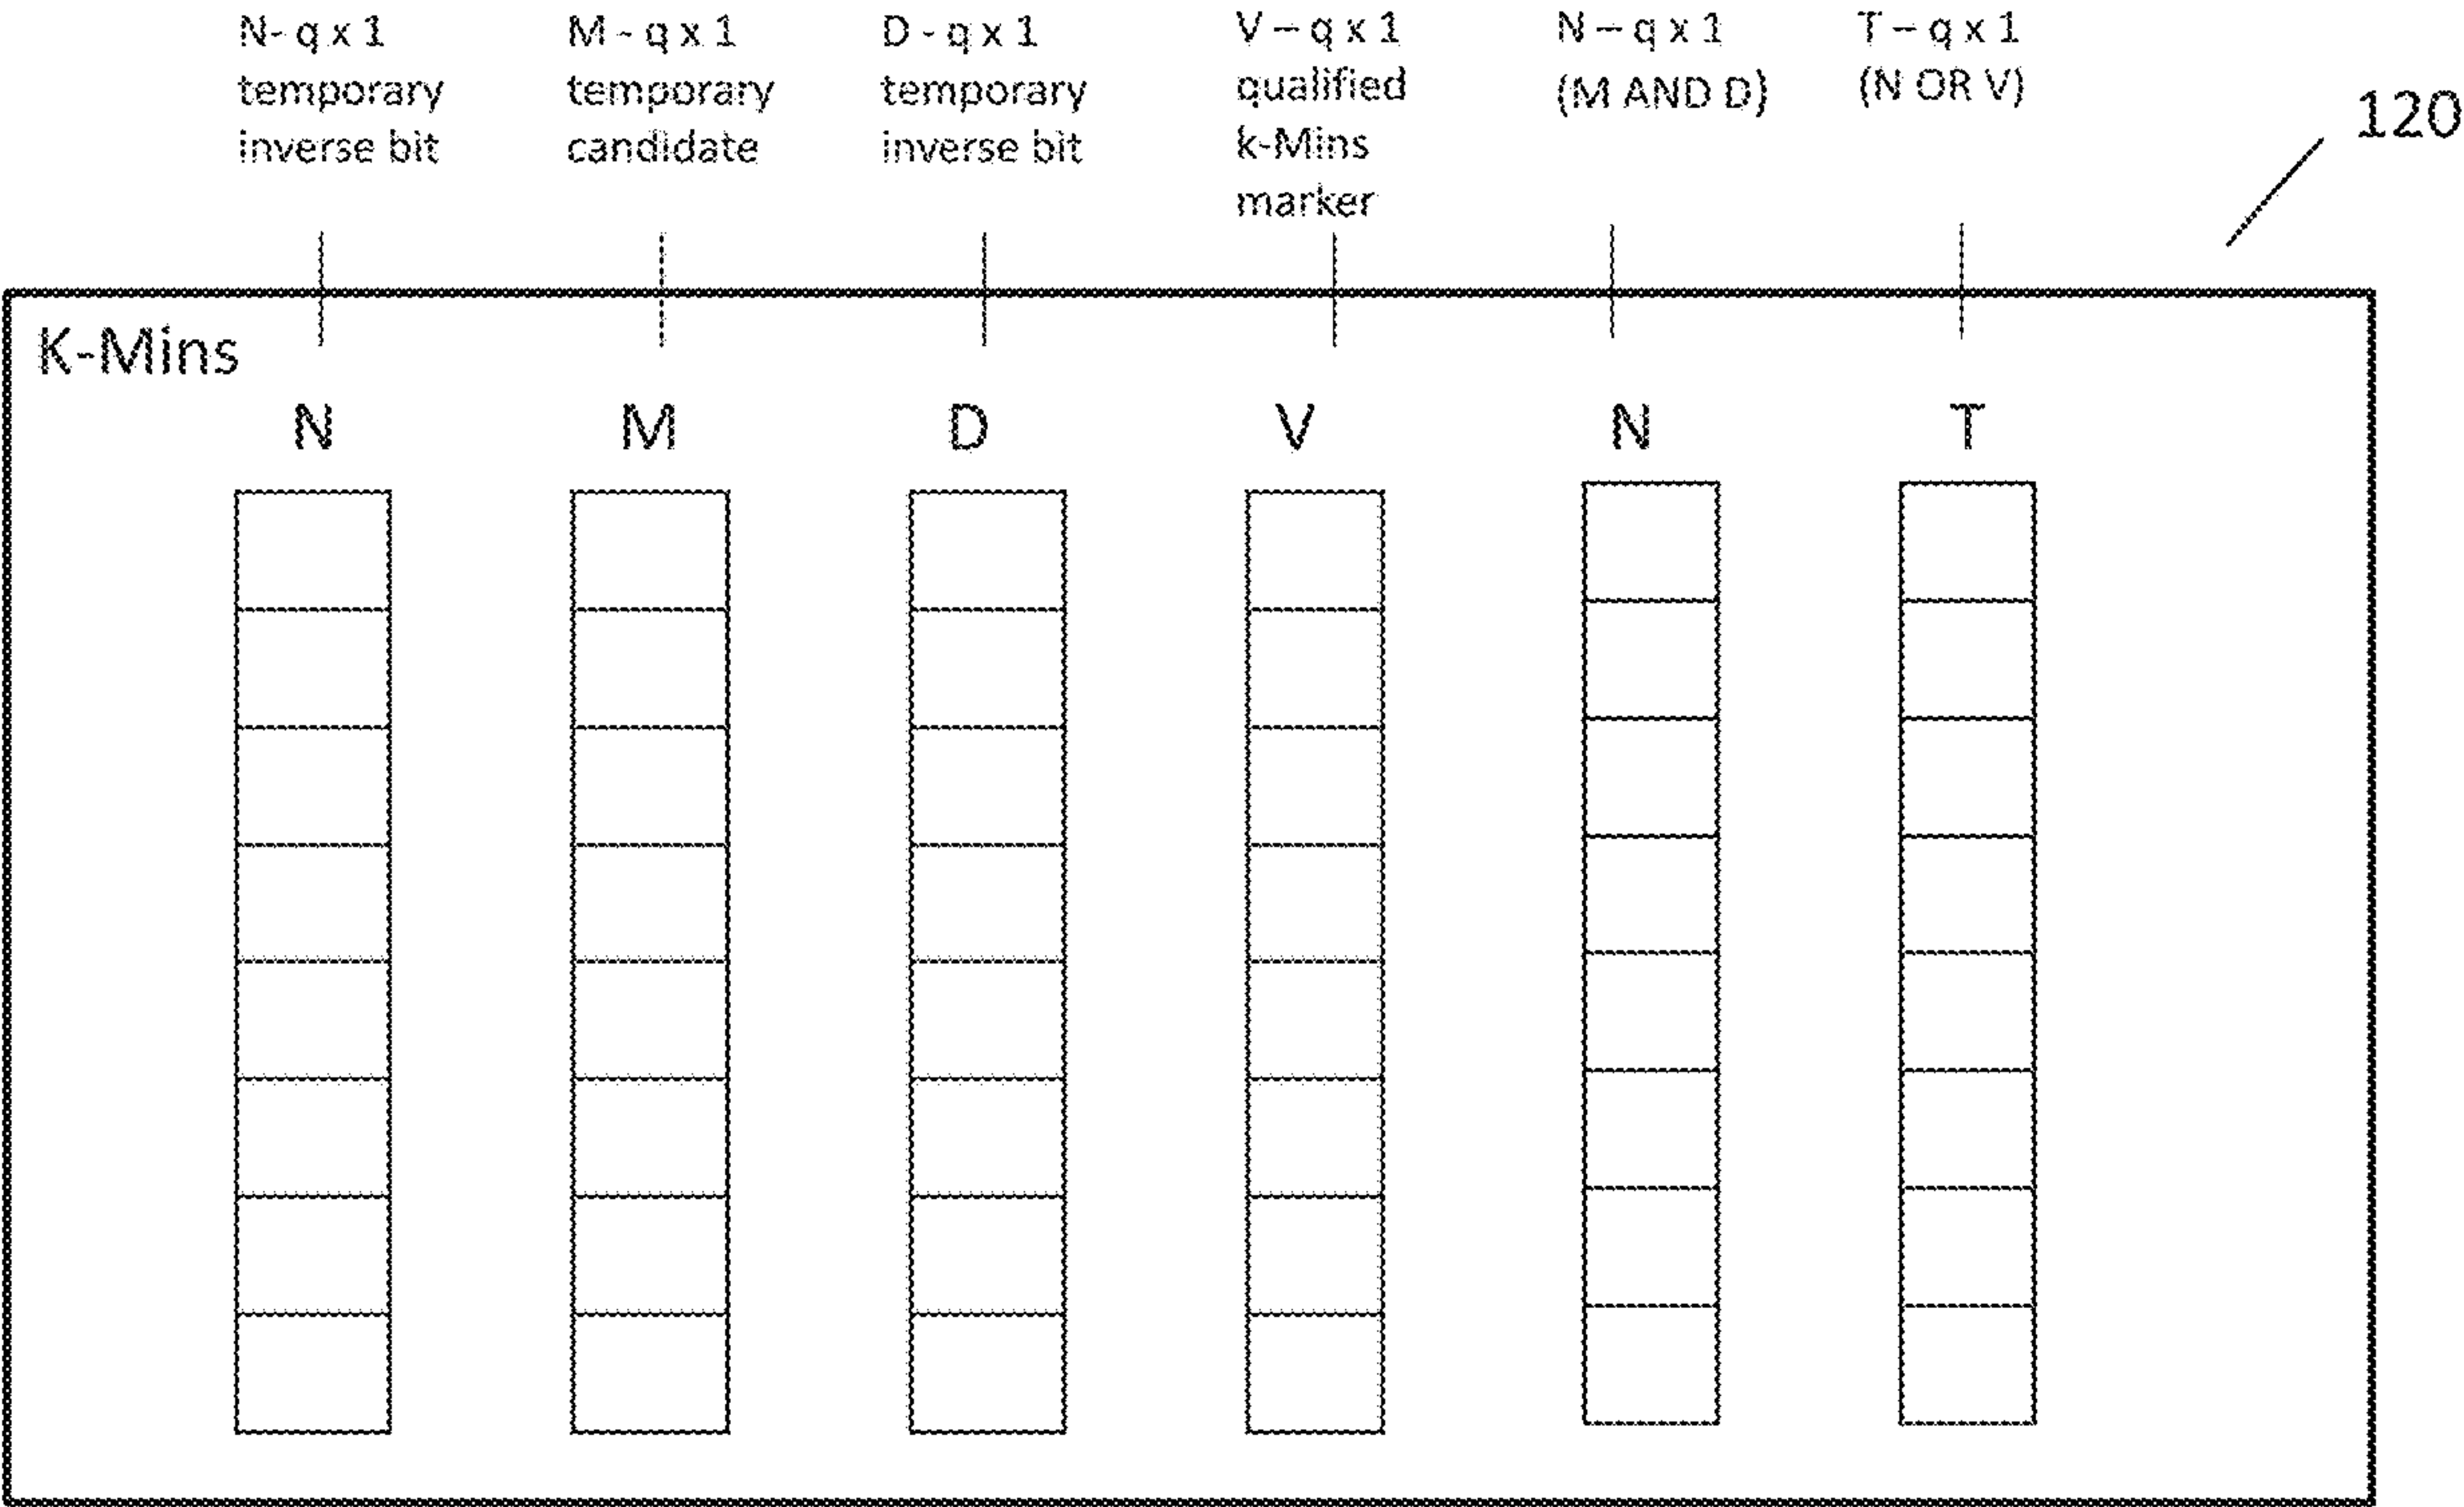 N- q x 1
temporary
inverse bit
M - q x 1
temporary
candidate
D - q x 1
temporary
inverse bit
V – q x 1
qualified
k-Mins
marker
N – q x 1
(M AND D)
T – q x 1
(N OR V)
120
K-Mins
N M D V N T